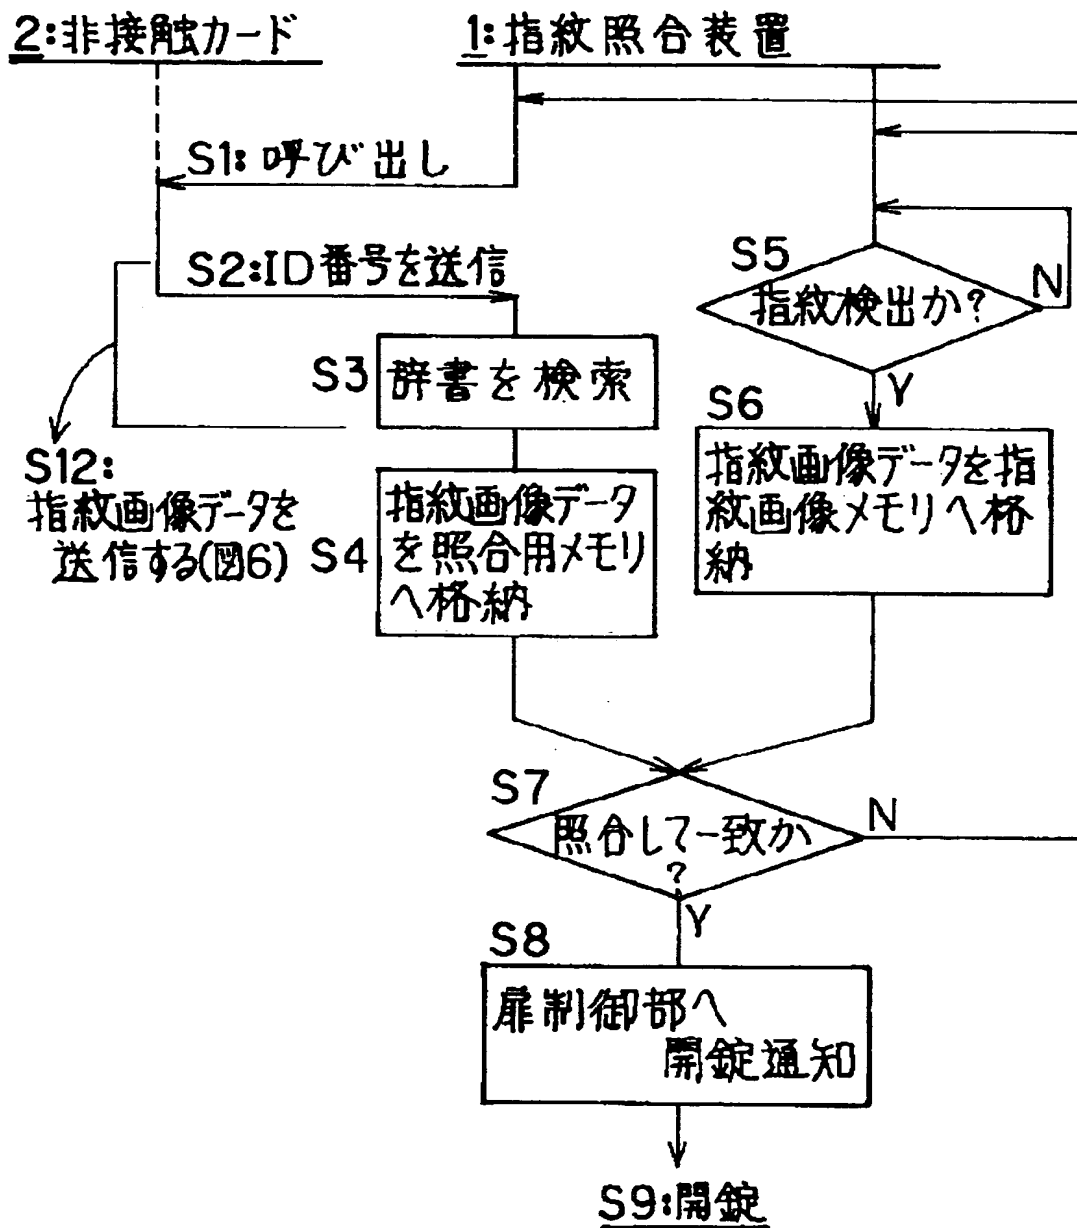 2:非接触カード
1:指紋照合装置
S1:呼び出し
S2:ID番号を送信
S3
辞書を検索
S12:
指紋画像データを
送信する(図6)
S4
指紋画像データ
を照合用メモリ
へ格納
S5
指紋検出か?
N
Y
S6
指紋画像データを指
紋画像メモリへ格
納
S7
照合して一致か
?
N
Y
S8
扉制御部へ
開錠通知
S9:開錠